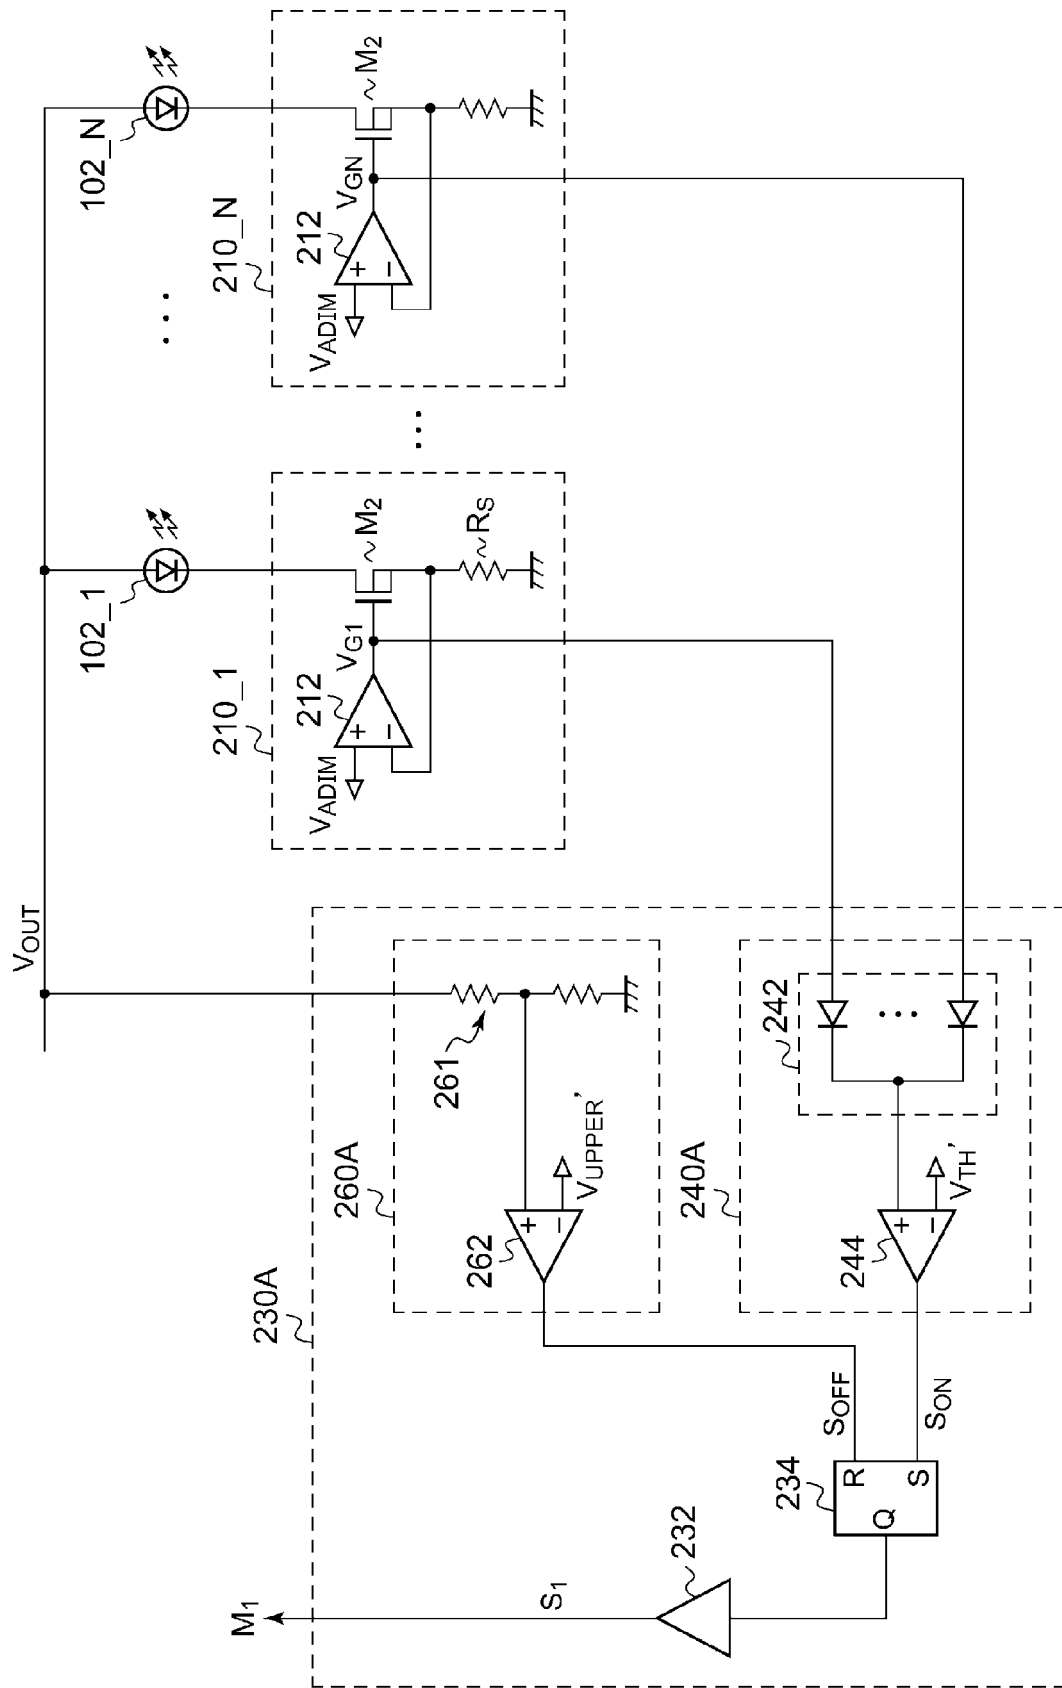 VOUT
102_1
102_N
. . .
210_1
210_N
VADIM
212
+
−
VG1
M2
RS
. . .
VADIM
212
+
−
VGN
M2
230A
260A
261
262
+
−
VUPPER'
240A
242
. . .
244
+
−
VTH'
SOFF
SON
234
R
S
Q
232
S1
M1